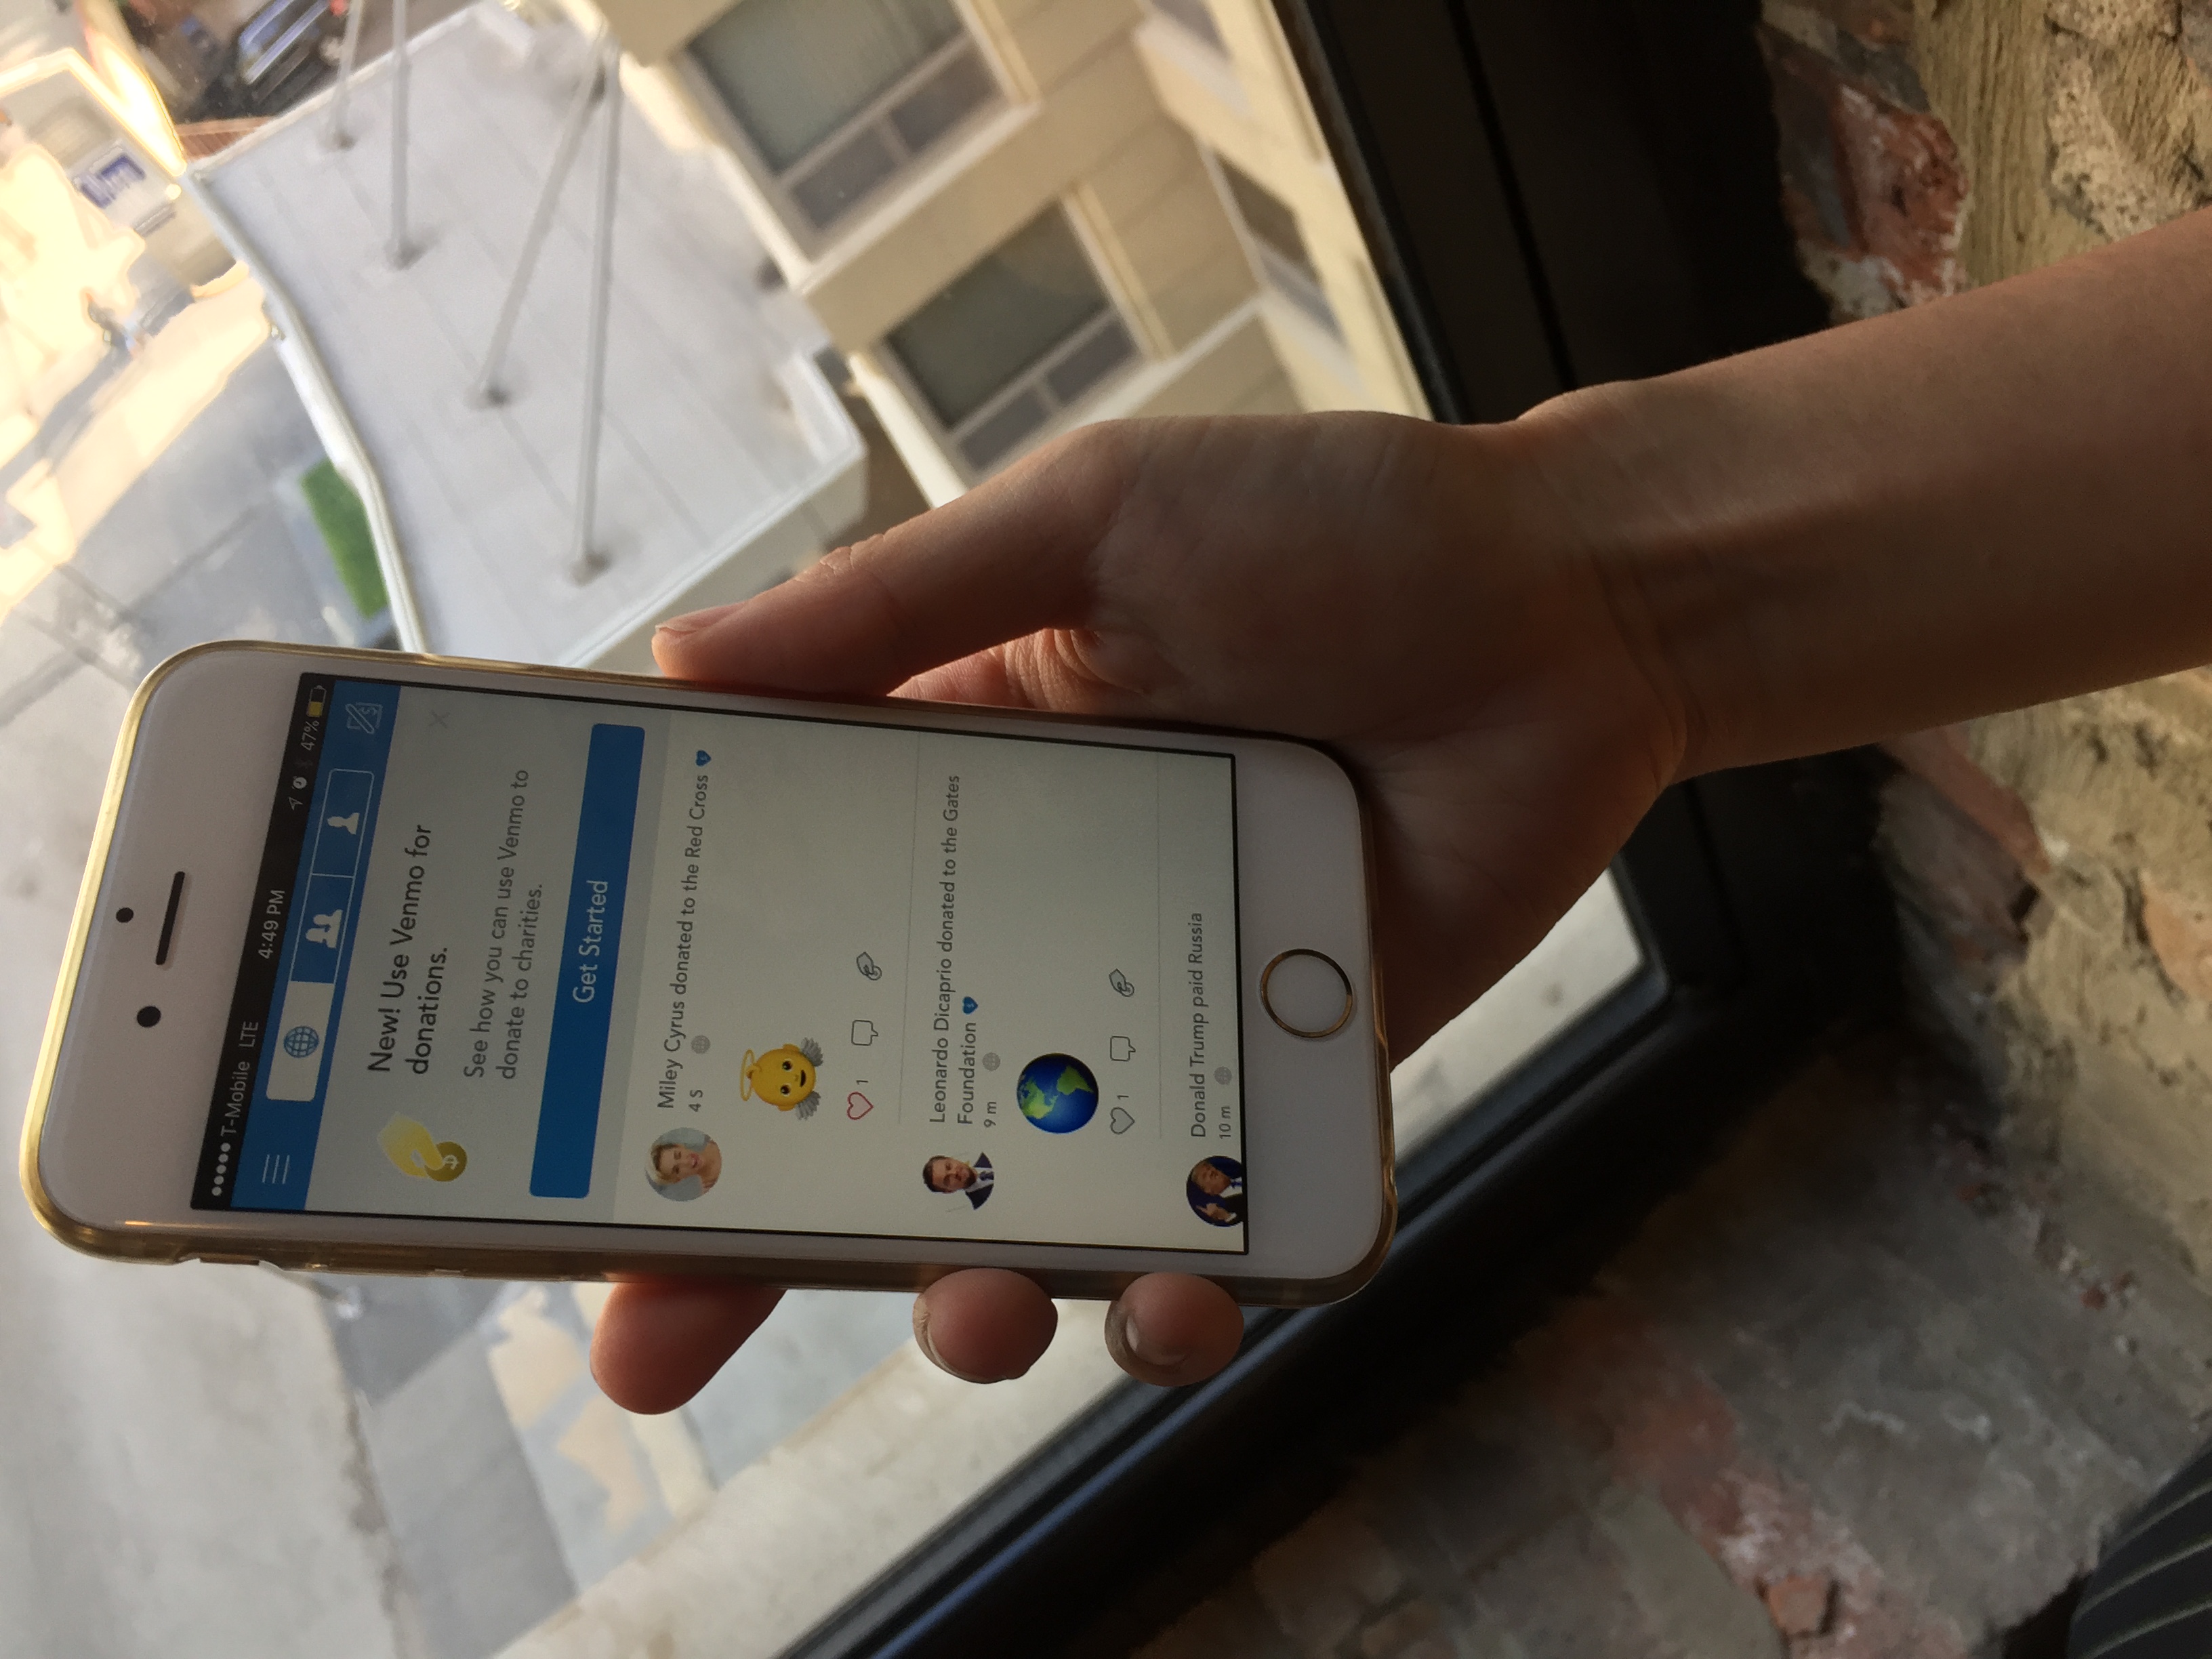 T-Mobile LTE 4:49 PM 47%
New! Use Venmo for
donations.
See how you can use Venmo to
donate to charities.
Get Started
Miley Cyrus donated to the Red Cross
4 S
1
Leonardo Dicaprio donated to the Gates
Foundation
9 m
1
Donald Trump paid Russia
10 m